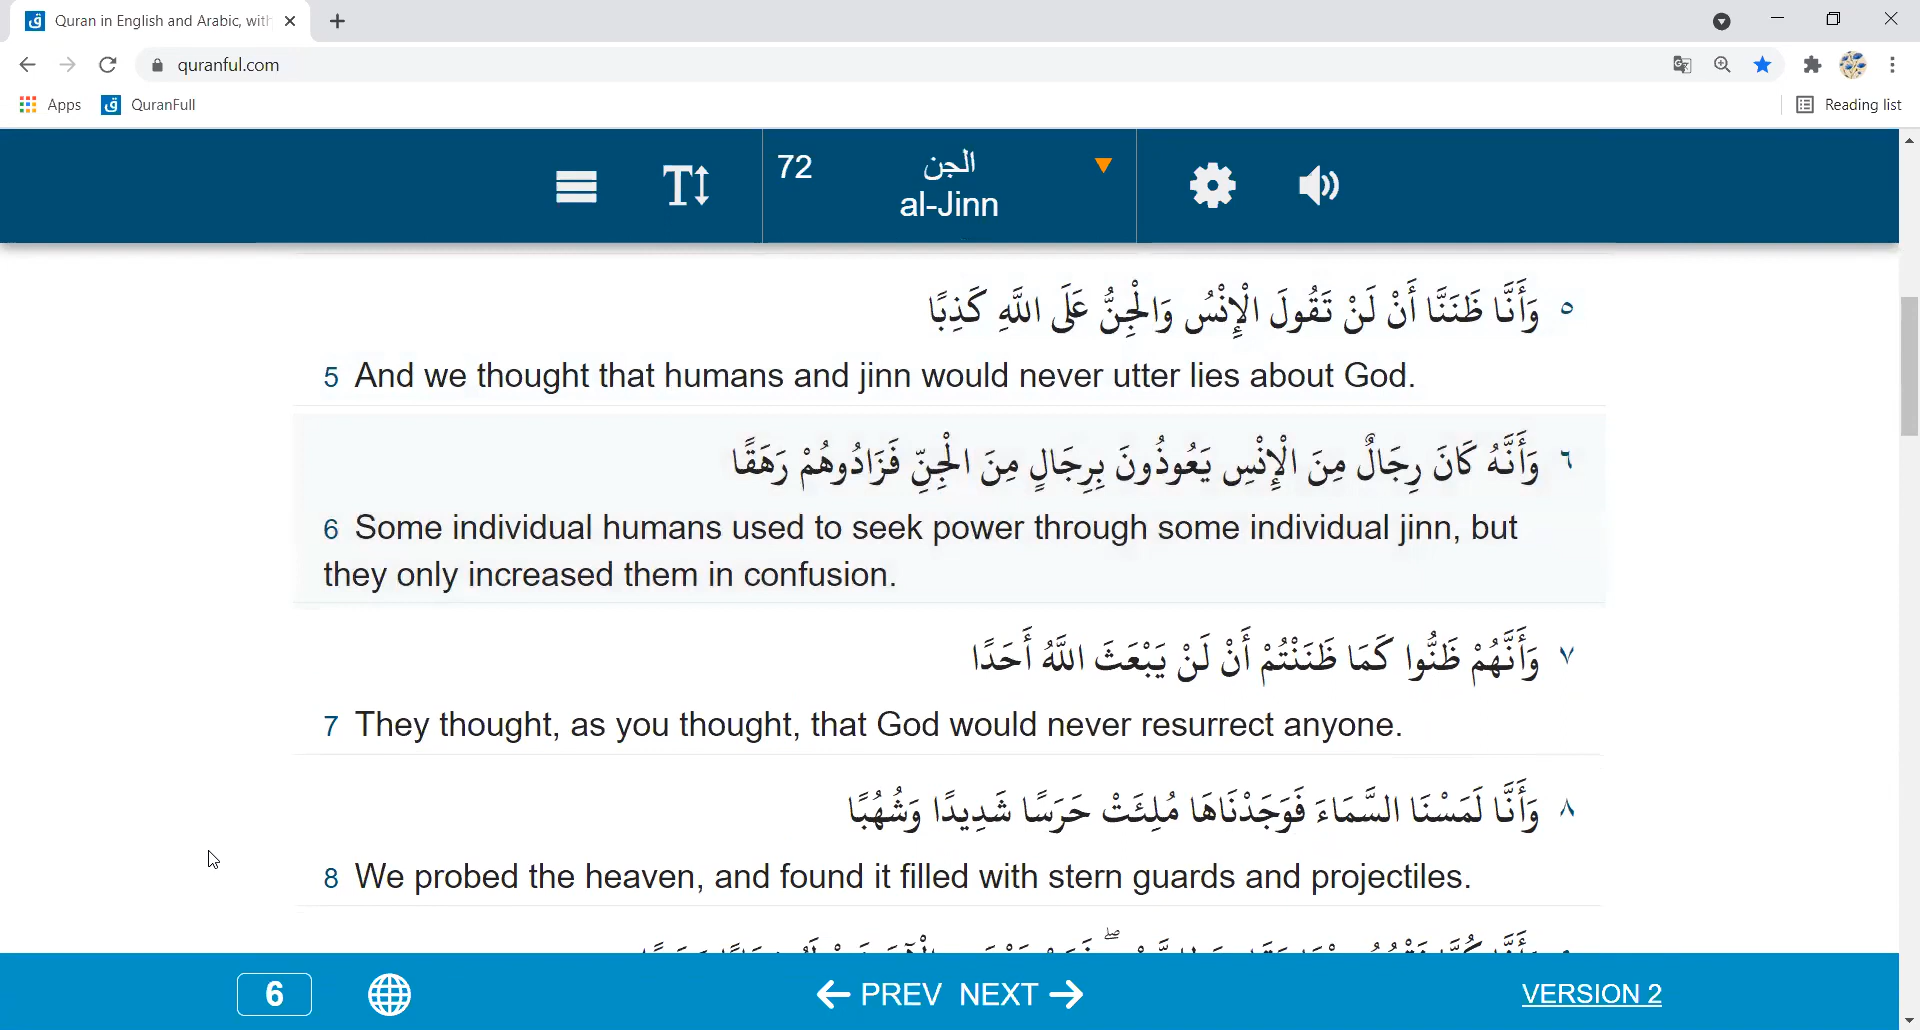 Quran in English and Arabic, with
quranful.com
Apps
QuranFull
Reading list
72
الجن
al-Jinn
٥ وَأَنَّا ظَنَنَّا أَنْ لَنْ تَقُولَ الْإِنْسُ وَالْجِنُّ عَلَى اللَّهِ كَذِبًا
5 And we thought that humans and jinn would never utter lies about God.
٦ وَأَنَّهُ كَانَ رِجَالٌ مِنَ الْإِنْسِ يَعُوذُونَ بِرِجَالٍ مِنَ الْجِنِّ فَزَادُوهُمْ رَهَقًا
6 Some individual humans used to seek power through some individual jinn, but
they only increased them in confusion.
٧ وَأَنَّهُمْ ظَنُّوا كَمَا ظَنَنْتُمْ أَنْ لَنْ يَبْعَثَ اللَّهُ أَحَدًا
7 They thought, as you thought, that God would never resurrect anyone.
٨ وَأَنَّا لَمَسْنَا السَّمَاءَ فَوَجَدْنَاهَا مُلِئَتْ حَرَسًا شَدِيدًا وَشُهُبًا
8 We probed the heaven, and found it filled with stern guards and projectiles.
6
PREV NEXT
VERSION 2